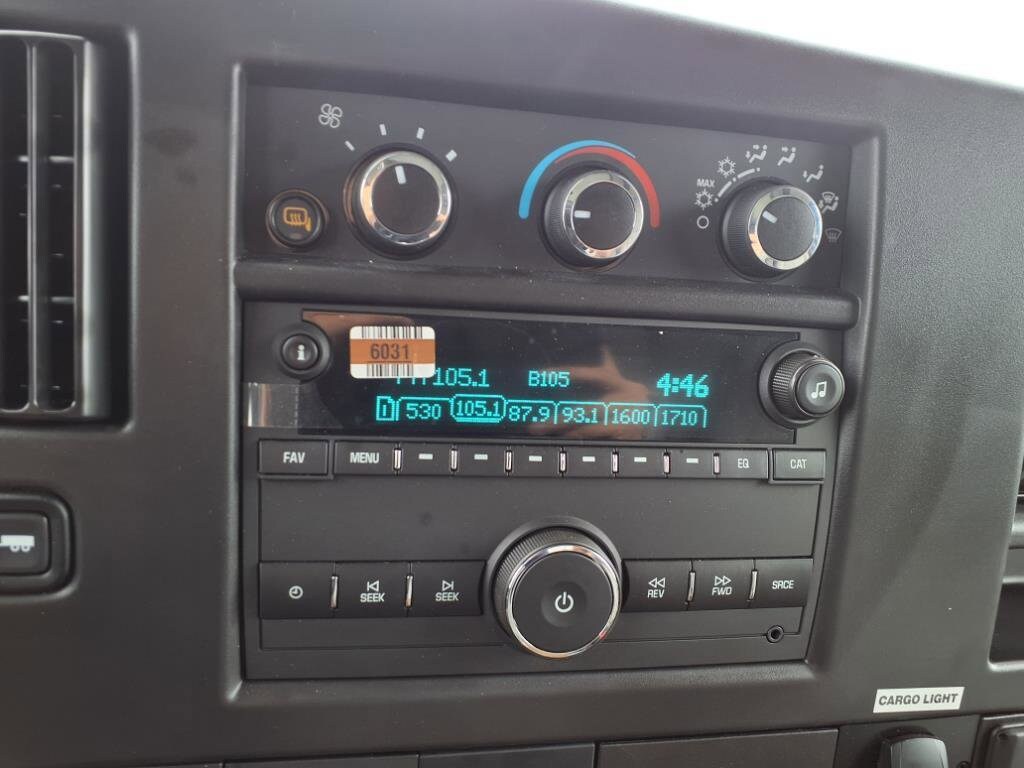 MAX
6031
105.1 B105 4:46
1 530 105.1 87.9 93.1 1600 1710
FAV MENU EQ CAT
SEEK SEEK REV FWD SRCE
CARGO LIGHT